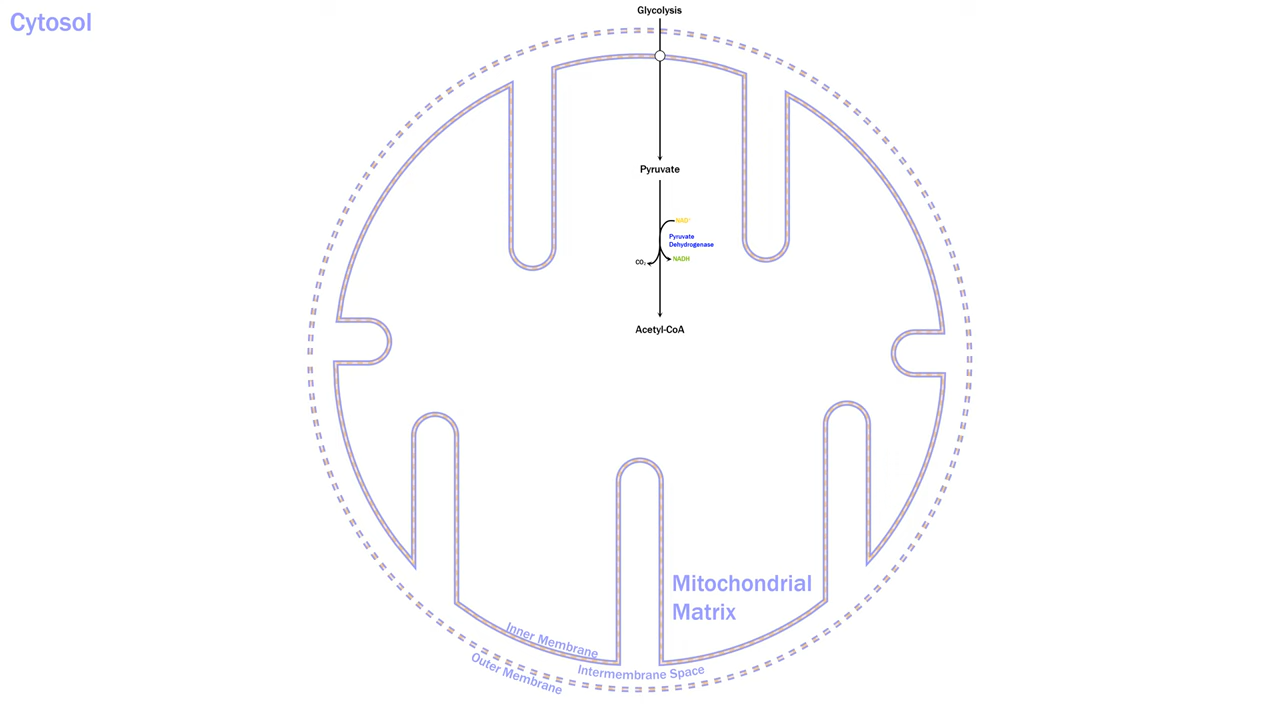 Cytosol
Glycolysis
Pyruvate
NAD⁺
Pyruvate
Dehydrogenase
CO₂
NADH
Acetyl-CoA
Mitochondrial
Matrix
Inner Membrane
Intermembrane Space
Outer Membrane